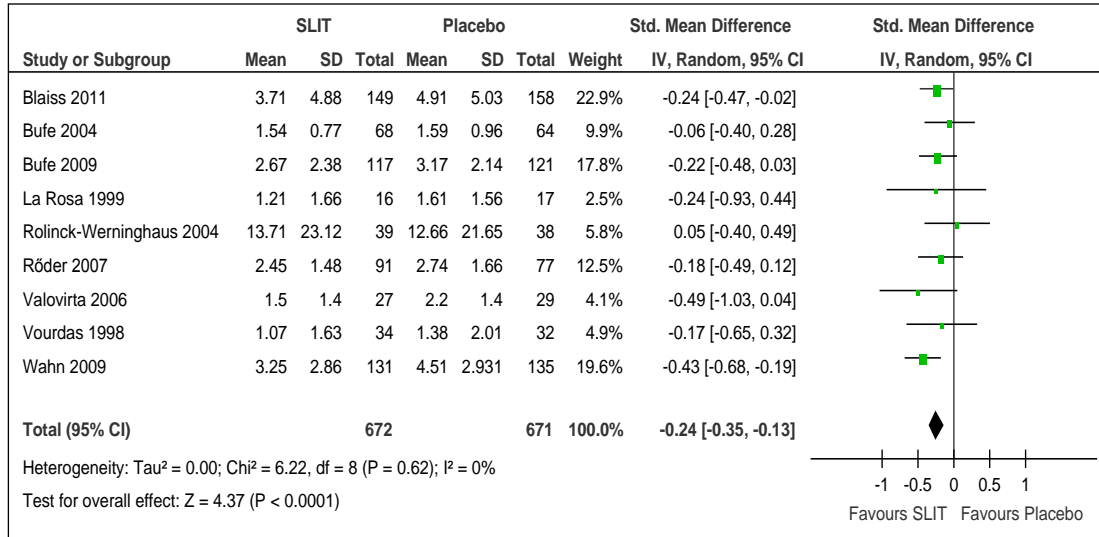 SLIT Placebo Std. Mean Difference Std. Mean Difference
Study or Subgroup Mean SD Total Mean SD Total Weight IV, Random, 95% CI IV, Random, 95% CI
Blaiss 2011 3.71 4.88 149 4.91 5.03 158 22.9% -0.24 [-0.47, -0.02]
Bufe 2004 1.54 0.77 68 1.59 0.96 64 9.9% -0.06 [-0.40, 0.28]
Bufe 2009 2.67 2.38 117 3.17 2.14 121 17.8% -0.22 [-0.48, 0.03]
La Rosa 1999 1.21 1.66 16 1.61 1.56 17 2.5% -0.24 [-0.93, 0.44]
Rolinck-Werninghaus 2004 13.71 23.12 39 12.66 21.65 38 5.8% 0.05 [-0.40, 0.49]
Rőder 2007 2.45 1.48 91 2.74 1.66 77 12.5% -0.18 [-0.49, 0.12]
Valovirta 2006 1.5 1.4 27 2.2 1.4 29 4.1% -0.49 [-1.03, 0.04]
Vourdas 1998 1.07 1.63 34 1.38 2.01 32 4.9% -0.17 [-0.65, 0.32]
Wahn 2009 3.25 2.86 131 4.51 2.931 135 19.6% -0.43 [-0.68, -0.19]
Total (95% CI) 672 671 100.0% -0.24 [-0.35, -0.13]
Heterogeneity: Tau² = 0.00; Chi² = 6.22, df = 8 (P = 0.62); I² = 0%
Test for overall effect: Z = 4.37 (P < 0.0001)
-1 -0.5 0 0.5 1
Favours SLIT Favours Placebo